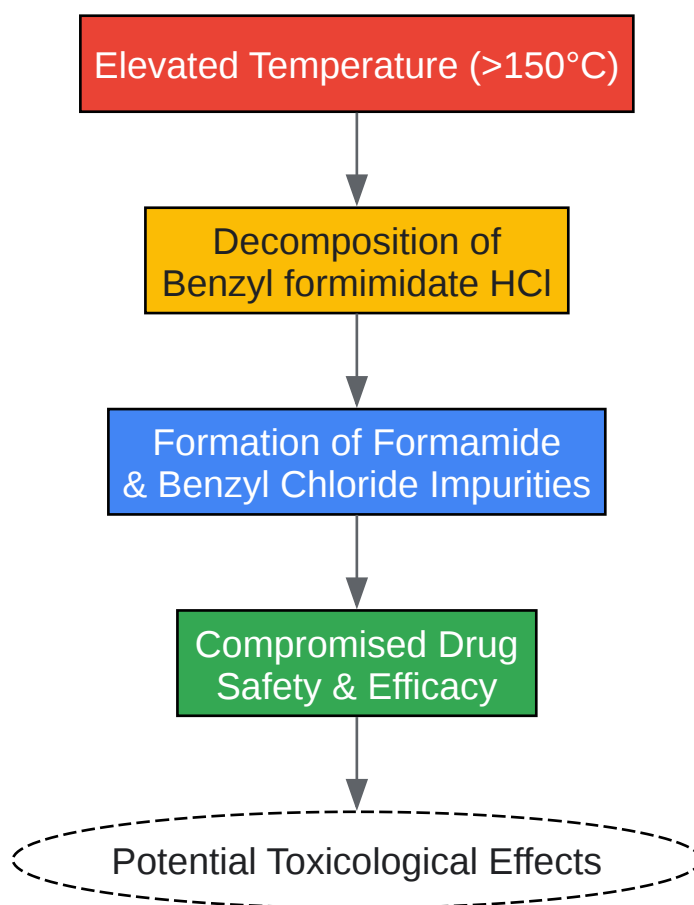 Elevated Temperature (>150°C)
Decomposition of
Benzyl formimidate HCl
Formation of Formamide
& Benzyl Chloride Impurities
Compromised Drug
Safety & Efficacy
Potential Toxicological Effects